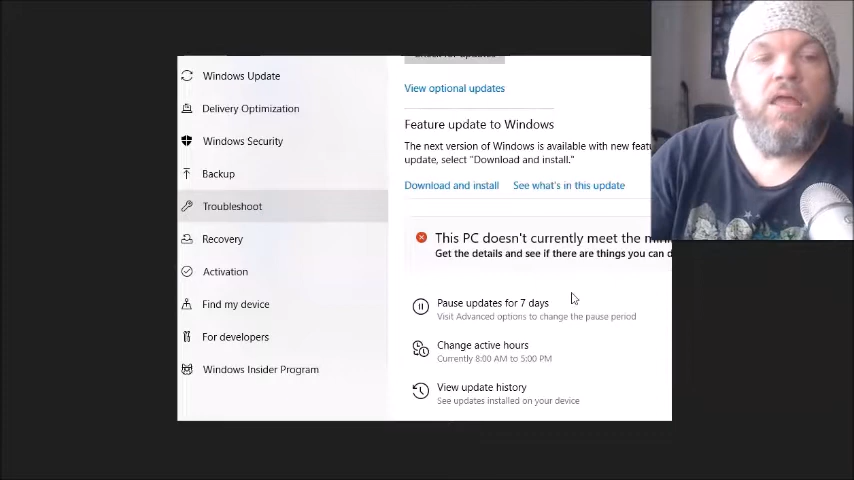 Windows Update
Delivery Optimization
Windows Security
Backup
Troubleshoot
Recovery
Activation
Find my device
For developers
Windows Insider Program
View optional updates
Feature update to Windows
The next version of Windows is available with new
update, select "Download and install."
Download and install See what's in this update
This PC doesn't currently meet the
Get the details and see if there are things you can
Pause updates for 7 days
Visit Advanced options to change the pause period
Change active hours
Currently 8:00 AM to 5:00 PM
View update history
See updates installed on your device